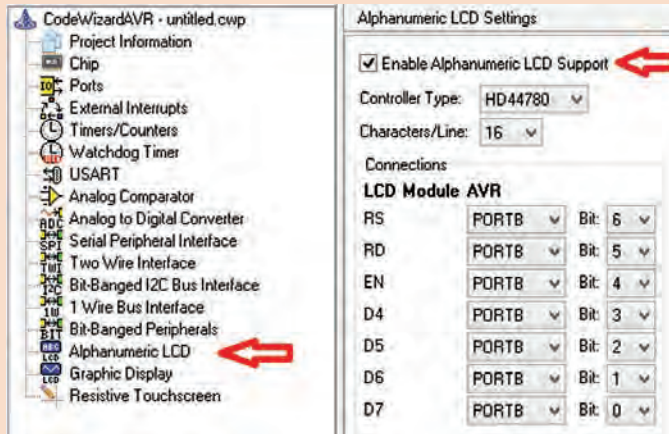 CodeWizardAVR - untitled.cwp
Project Information
Chip
Ports
External Interrupts
Timers/Counters
Watchdog Timer
USART
Analog Comparator
Analog to Digital Converter
Serial Peripheral Interface
Two Wire Interface
Bit-Banged I2C Bus Interface
1 Wire Bus Interface
Bit-Banged Peripherals
Alphanumeric LCD
Graphic Display
Resistive Touchscreen
Alphanumeric LCD Settings
Enable Alphanumeric LCD Support
Controller Type: HD44780
Characters/Line: 16
Connections
LCD Module AVR
RS PORTB Bit: 6
RD PORTB Bit: 5
EN PORTB Bit: 4
D4 PORTB Bit: 3
D5 PORTB Bit: 2
D6 PORTB Bit: 1
D7 PORTB Bit: 0